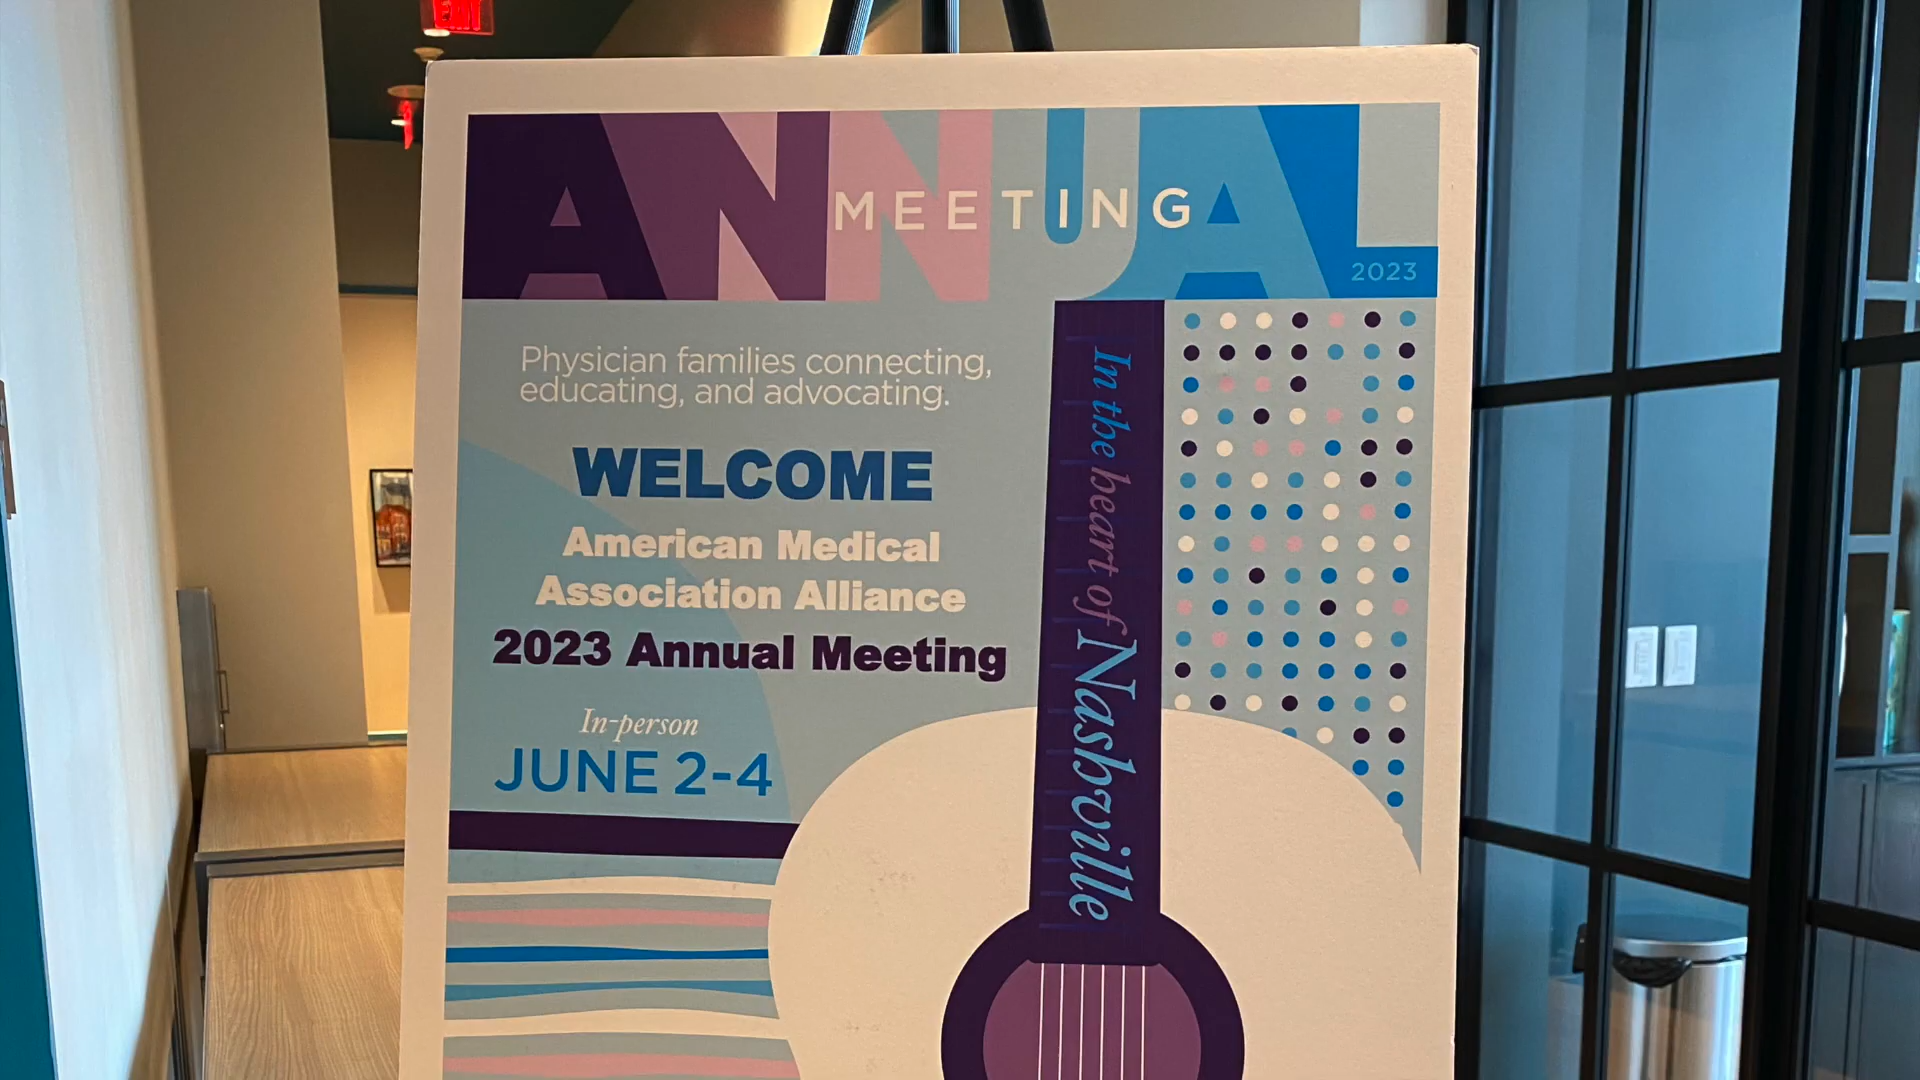 EXIT
ANNUAL
MEETING
2023
Physician families connecting,
educating, and advocating.
WELCOME
American Medical
Association Alliance
2023 Annual Meeting
In-person
JUNE 2-4
In the heart of Nashville